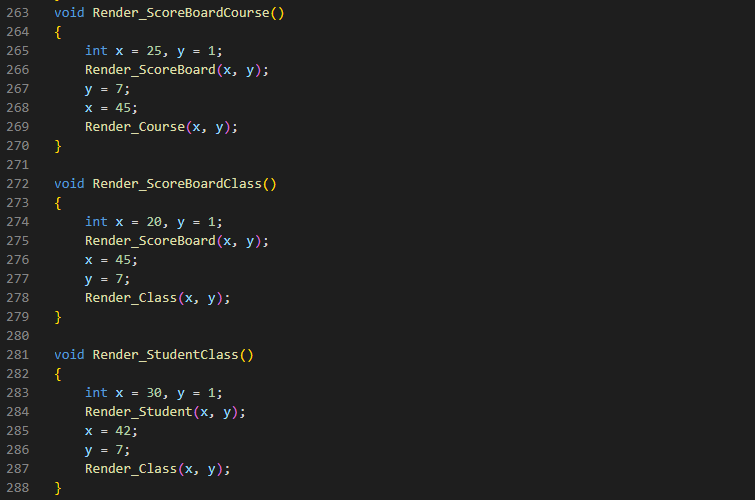 263 void Render_ScoreBoardCourse()
264 {
265     int x = 25, y = 1;
266     Render_ScoreBoard(x, y);
267     y = 7;
268     x = 45;
269     Render_Course(x, y);
270 }
271
272 void Render_ScoreBoardClass()
273 {
274     int x = 20, y = 1;
275     Render_ScoreBoard(x, y);
276     x = 45;
277     y = 7;
278     Render_Class(x, y);
279 }
280
281 void Render_StudentClass()
282 {
283     int x = 30, y = 1;
284     Render_Student(x, y);
285     x = 42;
286     y = 7;
287     Render_Class(x, y);
288 }